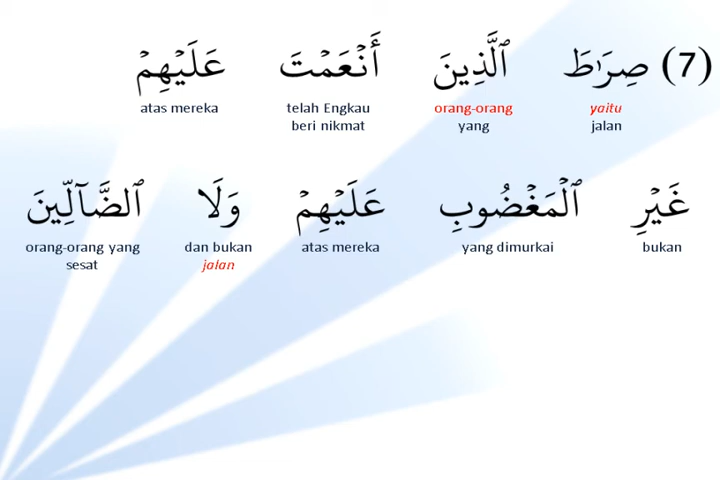 (7) صِرَٰطَ ٱلَّذِينَ أَنۡعَمۡتَ عَلَيۡهِمۡ
yaitu jalan
orang-orang yang
telah Engkau beri nikmat
atas mereka
غَيۡرِ ٱلۡمَغۡضُوبِ عَلَيۡهِمۡ وَلَا ٱلضَّآلِّينَ
bukan
yang dimurkai
atas mereka
dan bukan jalan
orang-orang yang sesat